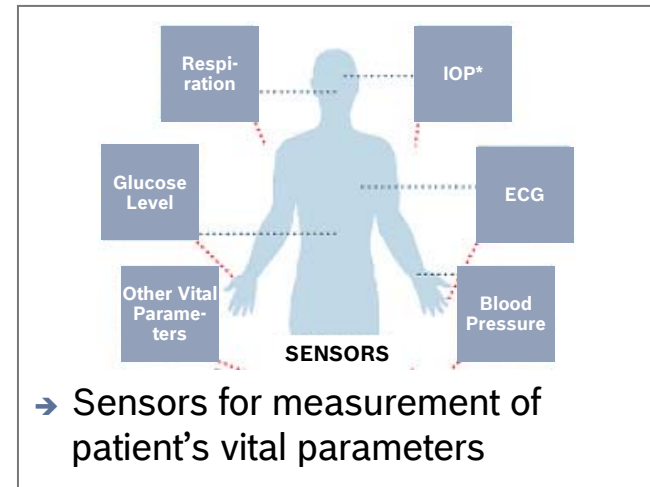 Respi-
ration
IOP*
Glucose
Level
ECG
Other Vital
Parame-
ters
Blood
Pressure
SENSORS
➔ Sensors for measurement of
patient’s vital parameters